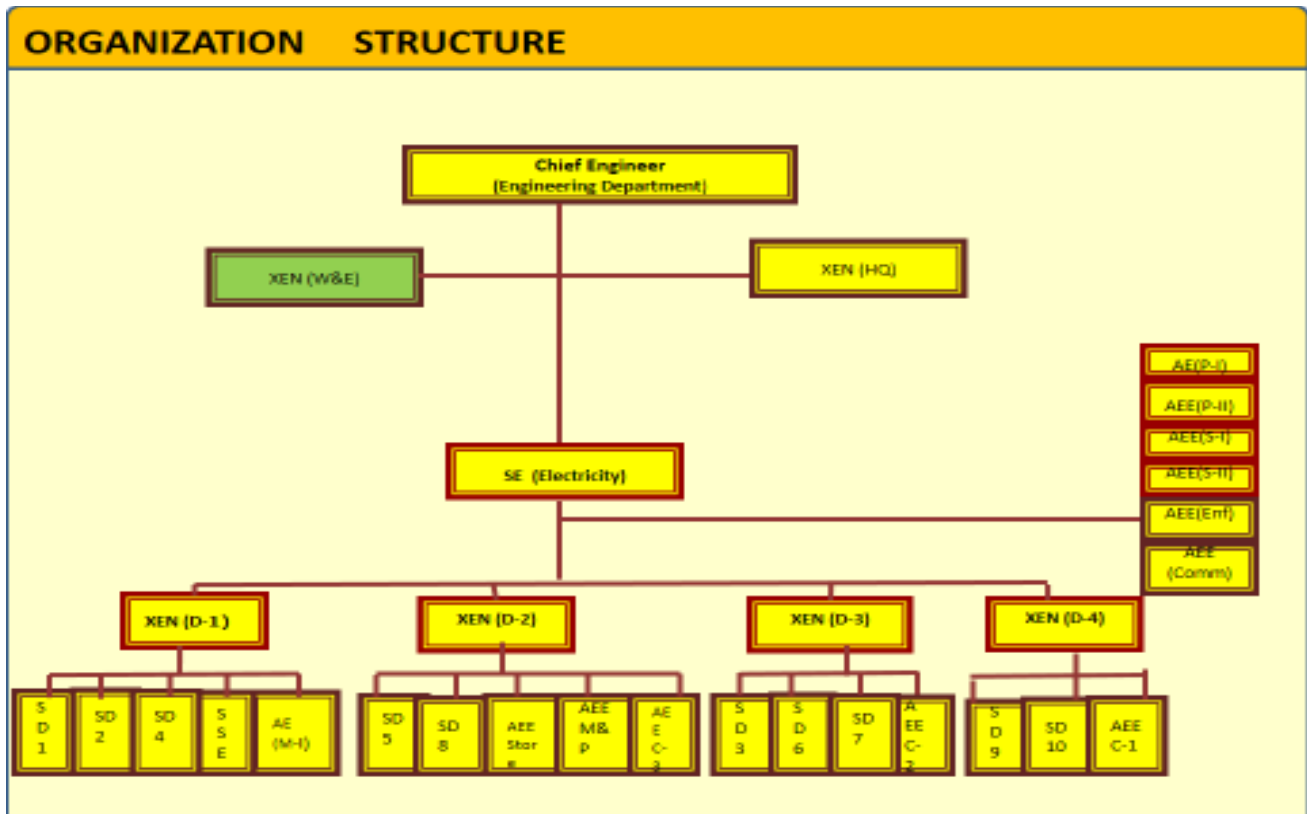 ORGANIZATION STRUCTURE
Chief Engineer
(Engineering Department)
XEN (W&E)
XEN (HQ)
AE(P-I)
AEE(P-II)
AEE(S-I)
AEE(S-II)
SE (Electricity)
AEE(Enf)
AEE
(Comm)
XEN (D-1)
XEN (D-2)
XEN (D-3)
XEN (D-4)
S
D
1
SD
2
SD
4
S
S
E
AE
(M-I)
SD
5
SD
8
AEE
Stor
e
AEE
M&
P
AE
E
C-
3
S
D
3
S
D
6
SD
7
A
EE
C-
2
S
D
9
SD
10
AEE
C-1